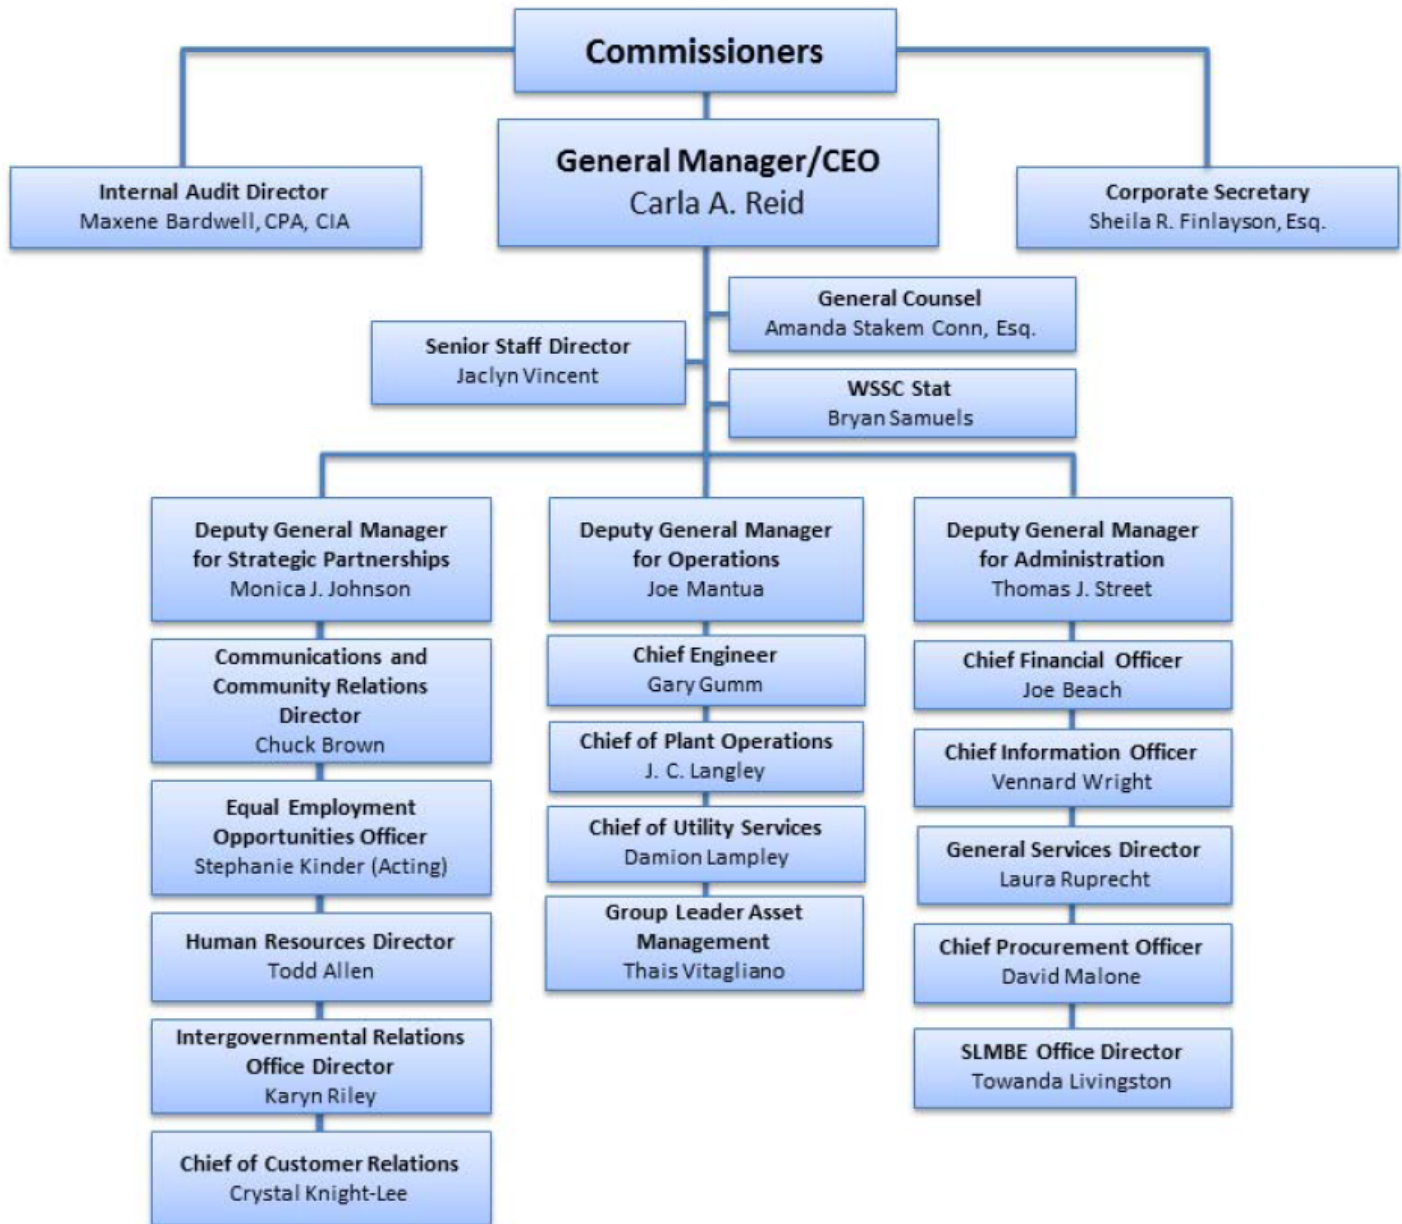 Commissioners
General Manager/CEO
Carla A. Reid
Internal Audit Director
Maxene Bardwell, CPA, CIA
Corporate Secretary
Sheila R. Finlayson, Esq.
General Counsel
Amanda Stakem Conn, Esq.
Senior Staff Director
Jaclyn Vincent
WSSC Stat
Bryan Samuels
Deputy General Manager
for Strategic Partnerships
Monica J. Johnson
Communications and
Community Relations
Director
Chuck Brown
Equal Employment
Opportunities Officer
Stephanie Kinder (Acting)
Human Resources Director
Todd Allen
Intergovernmental Relations
Office Director
Karyn Riley
Chief of Customer Relations
Crystal Knight-Lee
Deputy General Manager
for Operations
Joe Mantua
Chief Engineer
Gary Gumm
Chief of Plant Operations
J. C. Langley
Chief of Utility Services
Damion Lampley
Group Leader Asset
Management
Thais Vitagliano
Deputy General Manager
for Administration
Thomas J. Street
Chief Financial Officer
Joe Beach
Chief Information Officer
Vennard Wright
General Services Director
Laura Ruprecht
Chief Procurement Officer
David Malone
SLMBE Office Director
Towanda Livingston